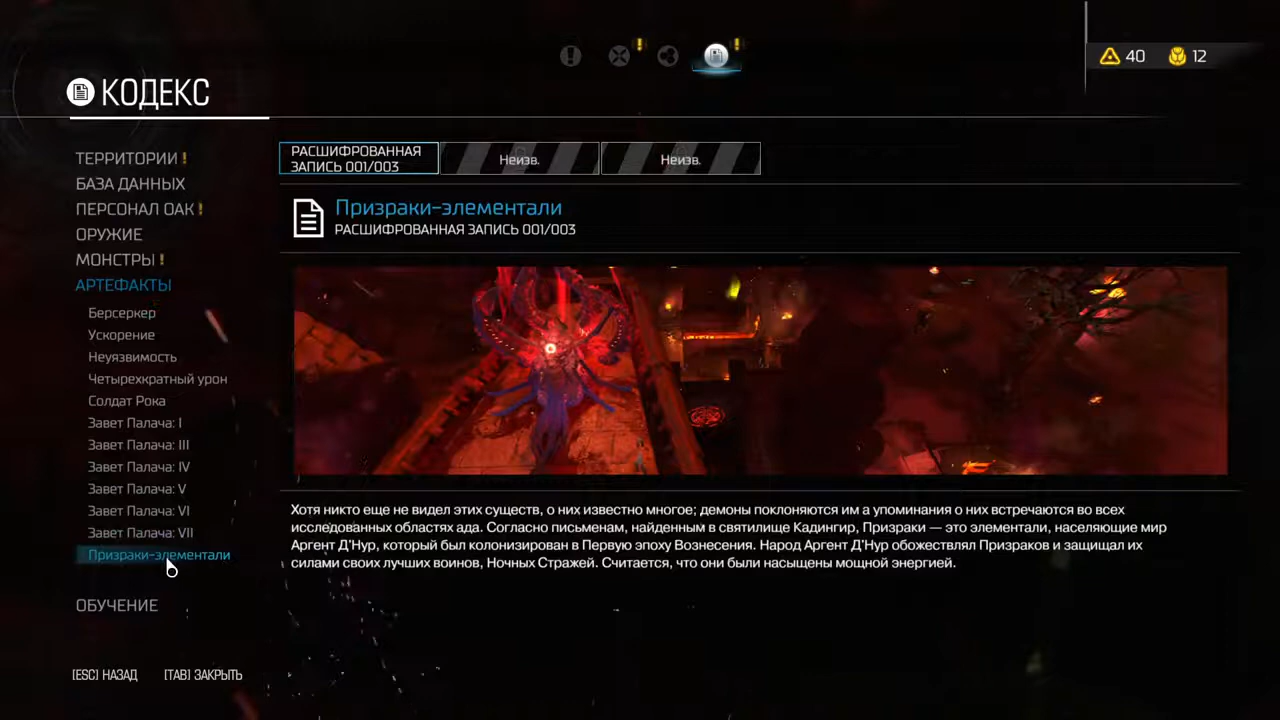 40 12
КОДЕКС
ТЕРРИТОРИИ !
БАЗА ДАННЫХ
ПЕРСОНАЛ ОАК !
ОРУЖИЕ
МОНСТРЫ !
АРТЕФАКТЫ
Берсеркер
Ускорение
Неуязвимость
Четырехкратный урон
Солдат Рока
Завет Палача: I
Завет Палача: III
Завет Палача: IV
Завет Палача: V
Завет Палача: VI
Завет Палача: VII
Призраки-элементали
ОБУЧЕНИЕ
[ESC] НАЗАД [TAB] ЗАКРЫТЬ
РАСШИФРОВАННАЯ
ЗАПИСЬ 001/003
Неизв.
Неизв.
Призраки-элементали
РАСШИФРОВАННАЯ ЗАПИСЬ 001/003
Хотя никто еще не видел этих существ, о них известно многое; демоны поклоняются им а упоминания о них встречаются во всех
исследованных областях ада. Согласно письменам, найденным в святилище Кадингир, Призраки — это элементали, населяющие мир
Аргент Д'Нур, который был колонизирован в Первую эпоху Вознесения. Народ Аргент Д'Нур обожествлял Призраков и защищал их
силами своих лучших воинов, Ночных Стражей. Считается, что они были насыщены мощной энергией.